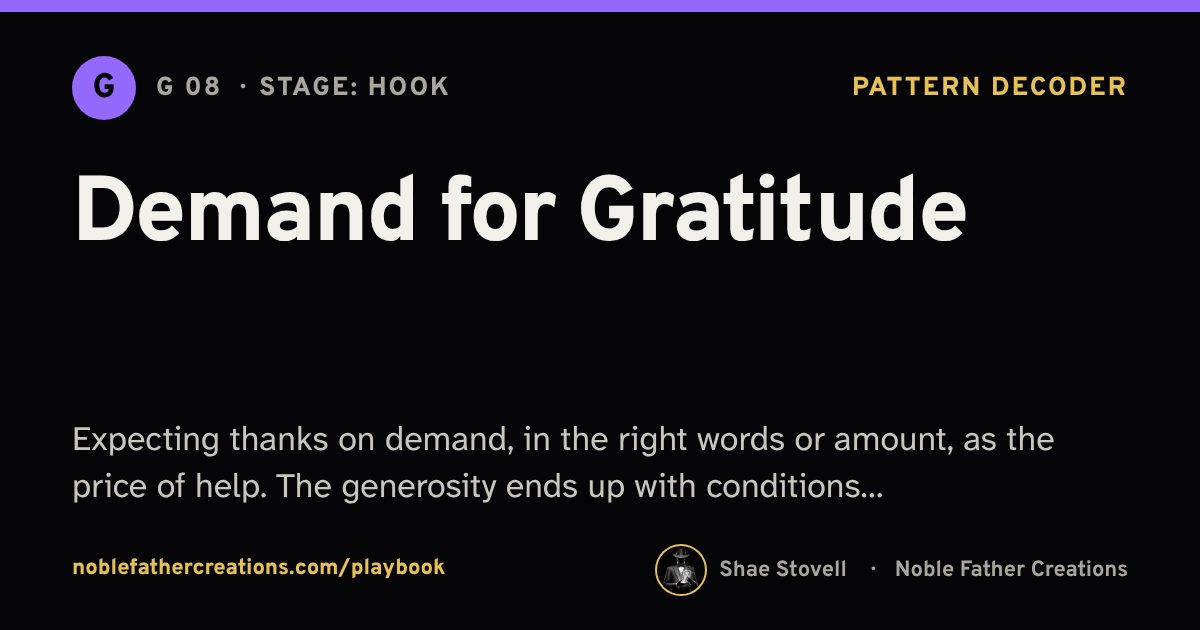 G
G 08 · STAGE: HOOK
PATTERN DECODER
Demand for Gratitude
Expecting thanks on demand, in the right words or amount, as the
price of help. The generosity ends up with conditions...
noblefathercreations.com/playbook
Shae Stovell · Noble Father Creations